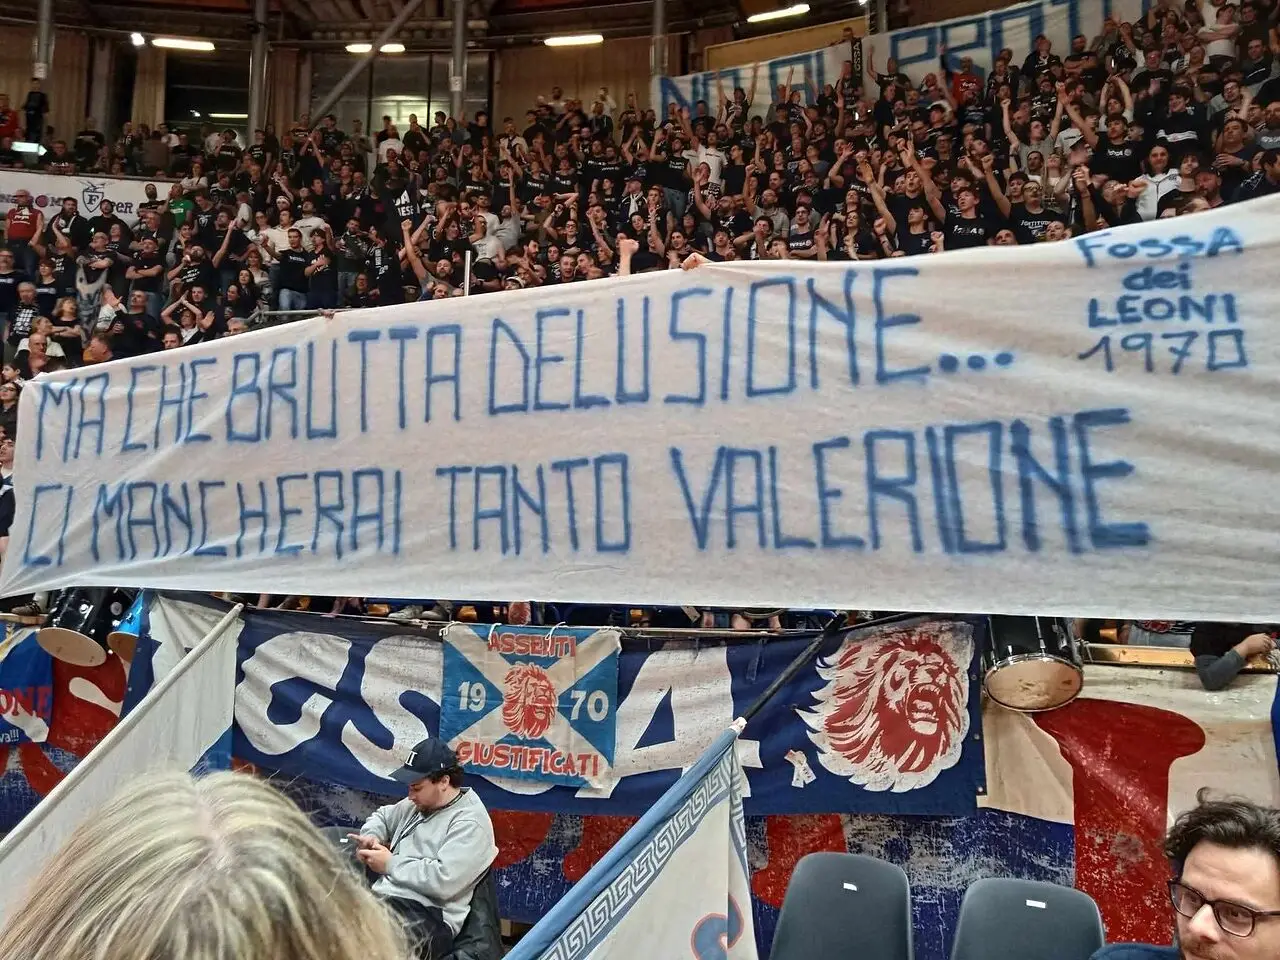 MA CHE BRUTTA DELUSIONE...
CI MANCHERAI TANTO VALERIONE
FOSSA
dei
LEONI
1970
ASSENTI
19 70
GIUSTIFICATI